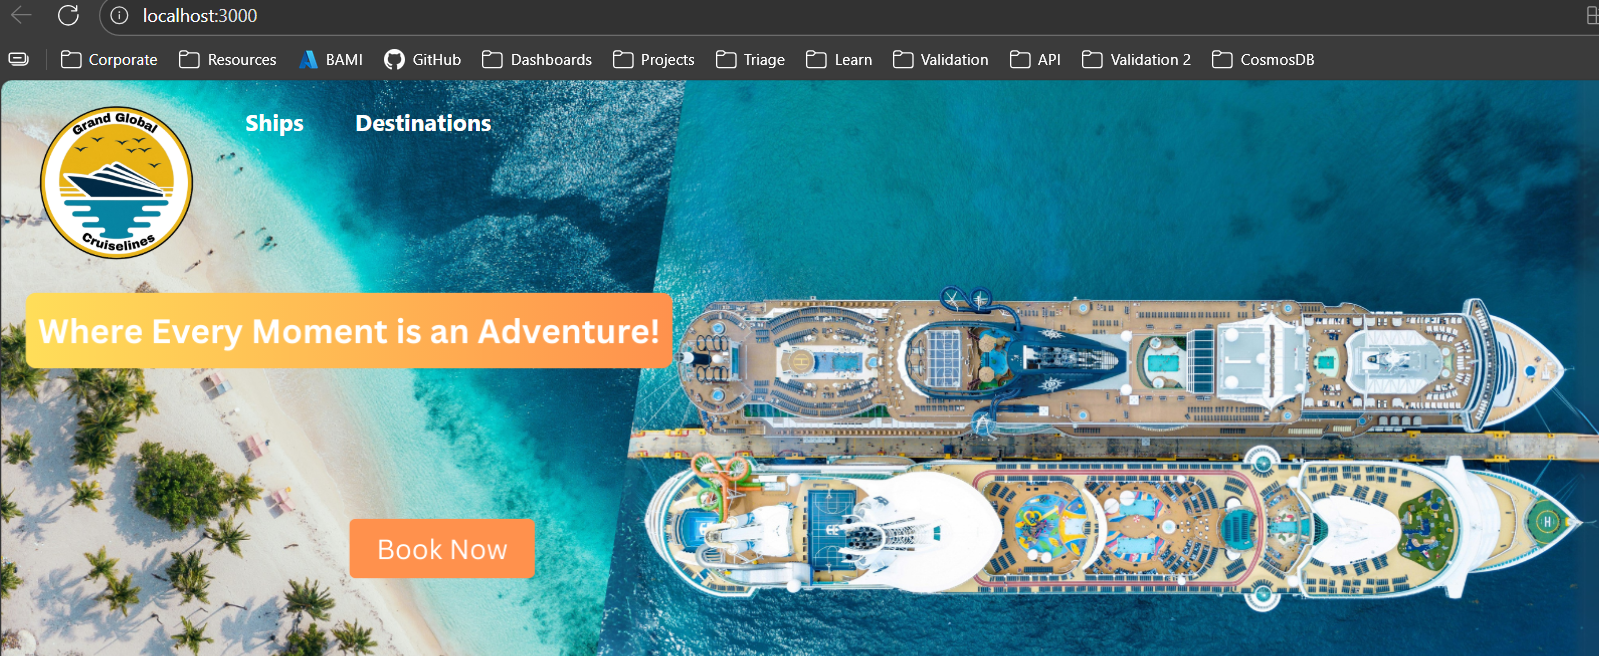 localhost:3000
Corporate Resources BAMI GitHub Dashboards Projects Triage Learn Validation API Validation 2 CosmosDB
Grand Global
Cruiselines
Ships Destinations
Where Every Moment is an Adventure!
Book Now
H